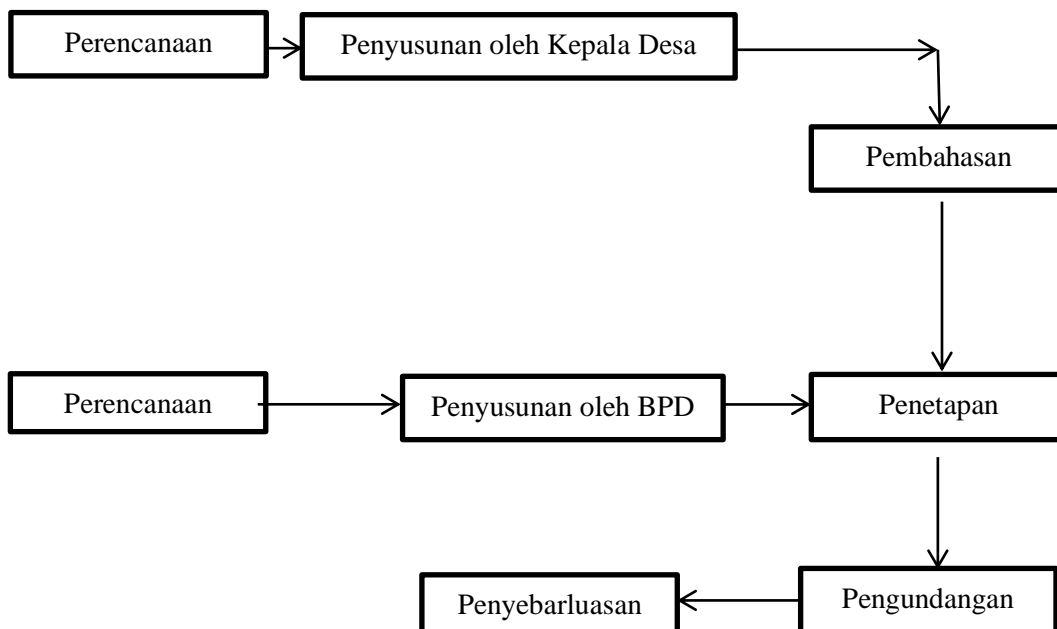 Perencanaan
Penyusunan oleh Kepala Desa
Pembahasan
Perencanaan
Penyusunan oleh BPD
Penetapan
Penyebarluasan
Pengundangan